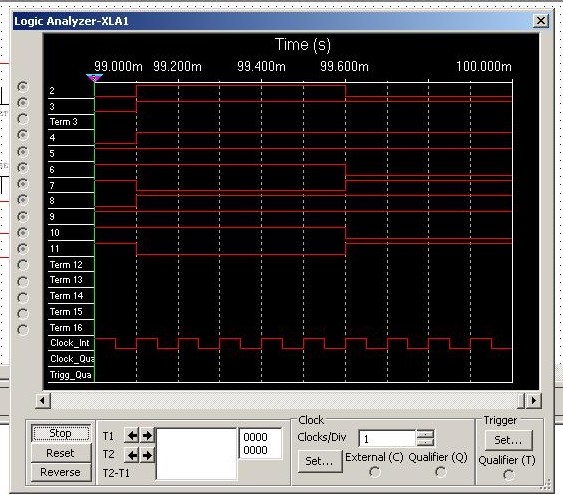 Logic Analyzer-XLA1
Time (s)
99.000m 99.200m 99.400m 99.600m 100.000m
2
3
Term 3
4
5
6
7
8
9
10
11
Term 12
Term 13
Term 14
Term 15
Term 16
Clock_Int
Clock_Qua
Trigg_Qua
Stop
Reset
Reverse
T1
T2
T2-T1
0000
0000
Clock
Clocks/Div 1
Set...
External (C) Qualifier (Q)
Trigger
Set...
Qualifier (T)